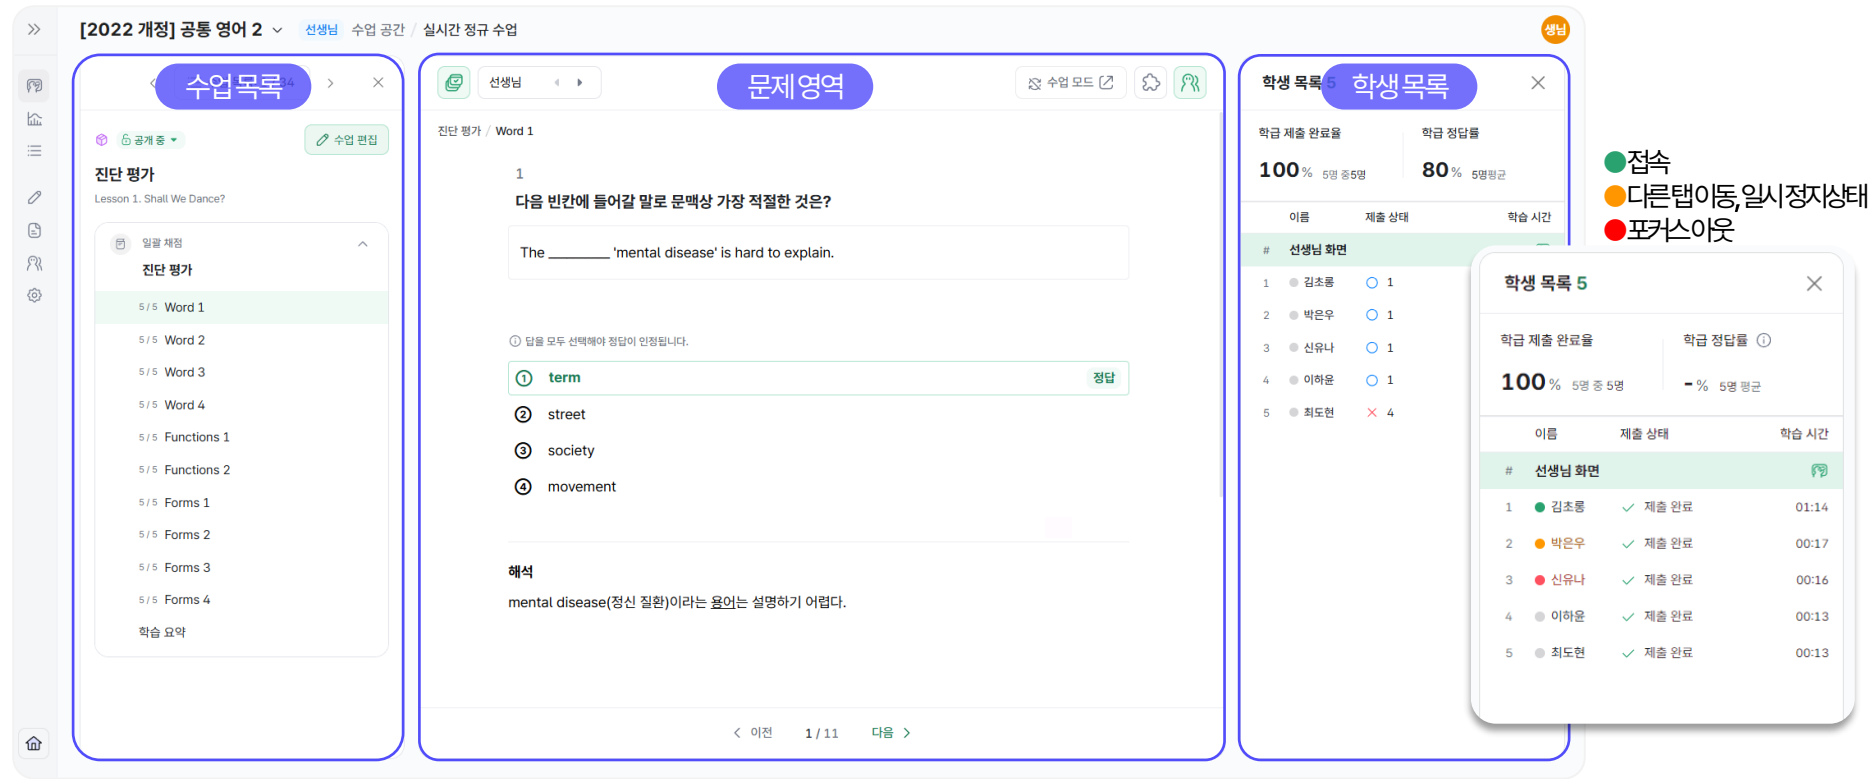 [2022 개정] 공통 영어 2
선생님 수업 공간 / 실시간 정규 수업
생님
수업 목록
34
공개 중
수업 편집
진단 평가
Lesson 1. Shall We Dance?
일괄 채점
진단 평가
5 / 5 Word 1
5 / 5 Word 2
5 / 5 Word 3
5 / 5 Word 4
5 / 5 Functions 1
5 / 5 Functions 2
5 / 5 Forms 1
5 / 5 Forms 2
5 / 5 Forms 3
5 / 5 Forms 4
학습 요약
선생님
문제 영역
수업 모드
진단 평가 / Word 1
1
다음 빈칸에 들어갈 말로 문맥상 가장 적절한 것은?
The ________ 'mental disease' is hard to explain.
답을 모두 선택해야 정답이 인정됩니다.
① term 정답
② street
③ society
④ movement
해석
mental disease(정신 질환)이라는 용어는 설명하기 어렵다.
이전 1 / 11 다음
학생 목록 5
학생 목록
학급 제출 완료율 학급 정답률
100 % 5명 중5명 80 % 5명평균
이름 제출 상태 학습 시간
# 선생님 화면
1 김초롱 1
2 박은우 1
3 신유나 1
4 이하윤 1
5 최도현 4
접속
다른 탭 이동, 일시 정지 상태
포커스 아웃
학생 목록 5
학급 제출 완료율 학급 정답률
100 % 5명 중 5명 - % 5명 평균
이름 제출 상태 학습 시간
# 선생님 화면
1 김초롱 제출 완료 01:14
2 박은우 제출 완료 00:17
3 신유나 제출 완료 00:16
4 이하윤 제출 완료 00:13
5 최도현 제출 완료 00:13